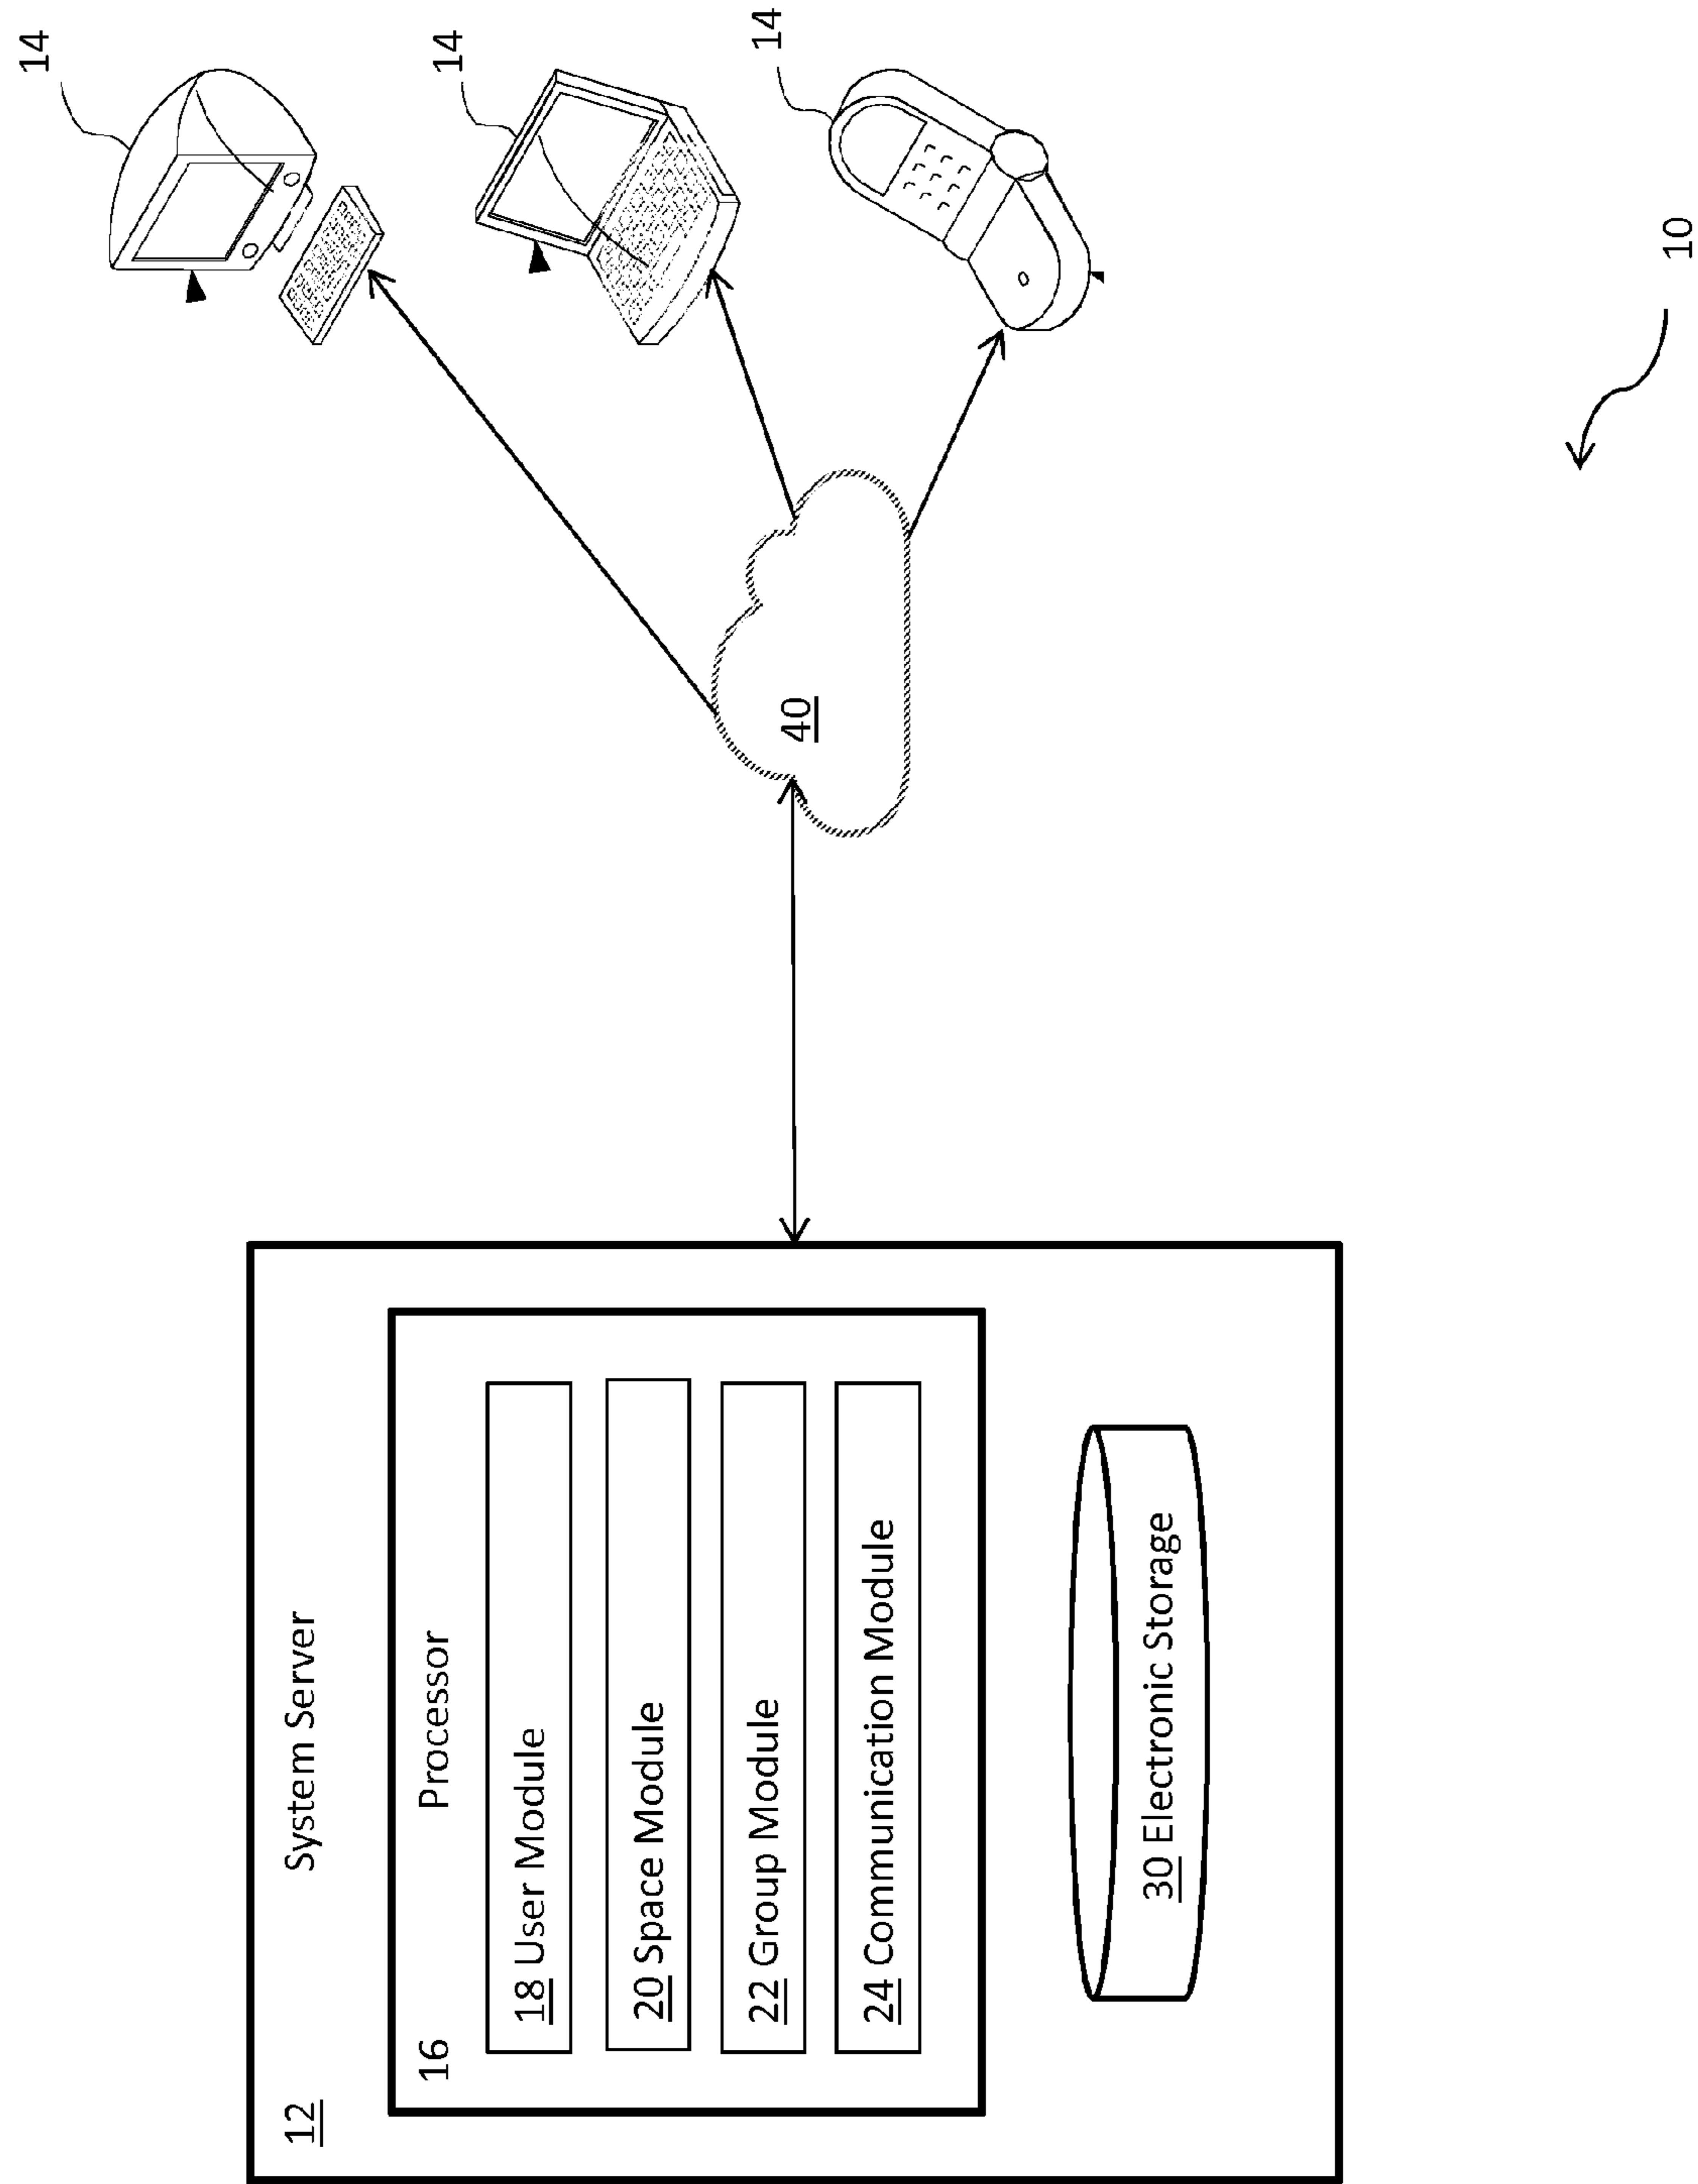 12 System Server
16 Processor
18 User Module
20 Space Module
22 Group Module
24 Communication Module
30 Electronic Storage
40
14
14
14
10